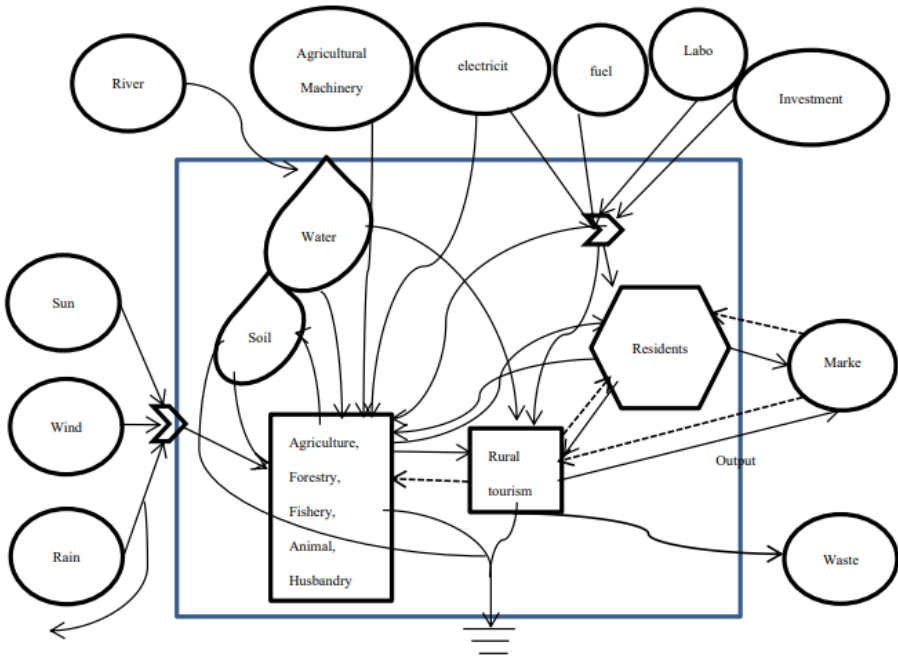 Agricultural
Machinery
electricit
fuel
Labo
Investment
River
Water
Sun
Soil
Residents
Marke
Wind
Agriculture,
Forestry,
Fishery,
Animal,
Husbandry
Rural
tourism
Output
Rain
Waste